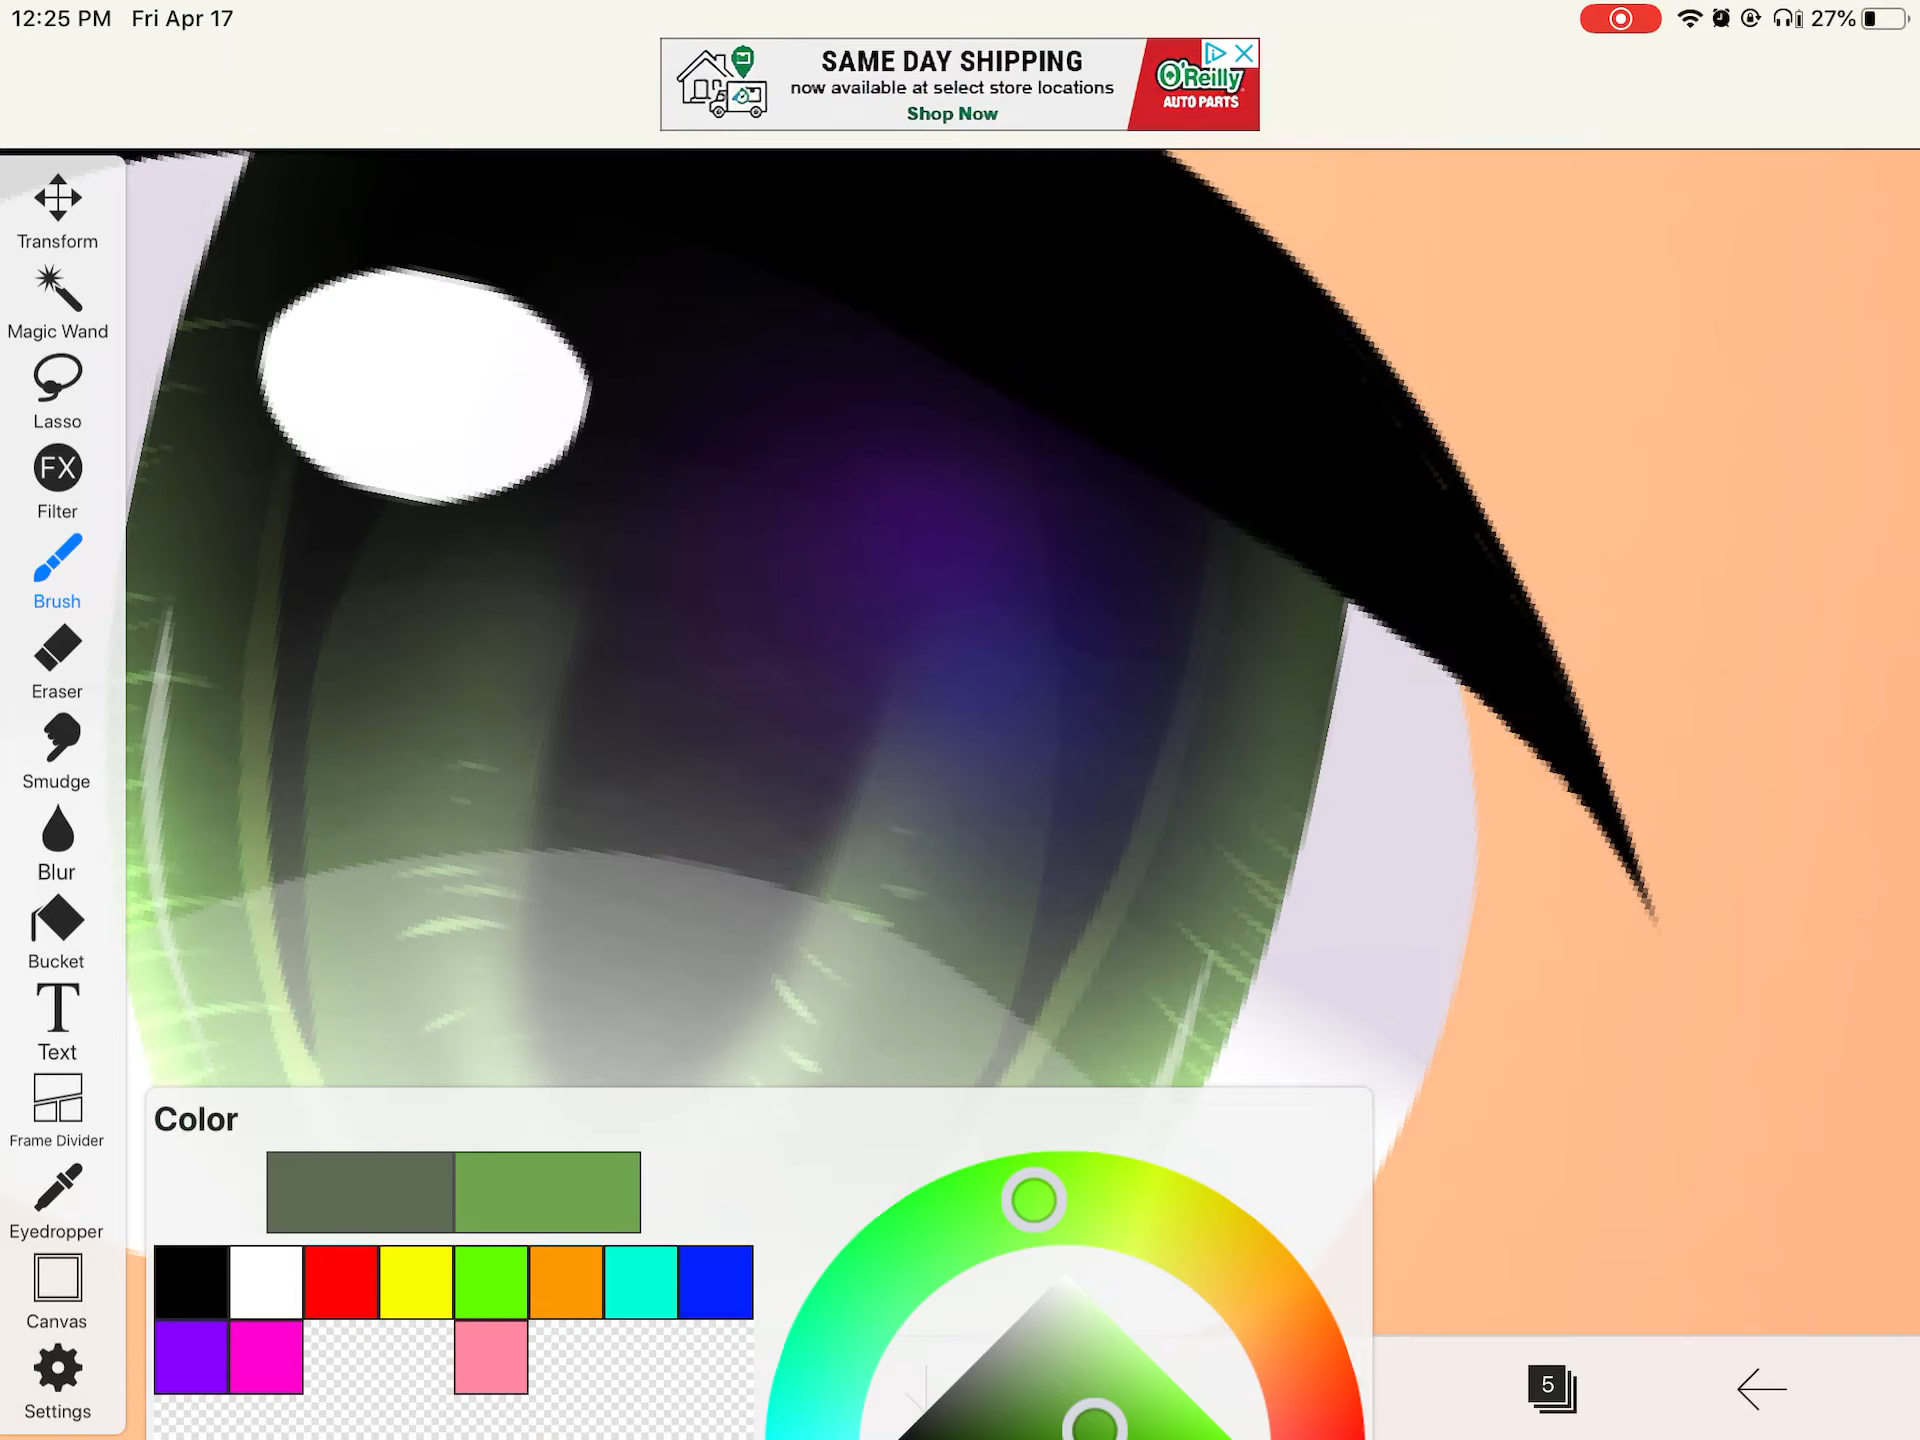 12:25 PM Fri Apr 17
27%
SAME DAY SHIPPING
now available at select store locations
Shop Now
O'Reilly
AUTO PARTS
Transform
Magic Wand
Lasso
FX
Filter
Brush
Eraser
Smudge
Blur
Bucket
T
Text
Frame Divider
Eyedropper
Canvas
Settings
Color
5